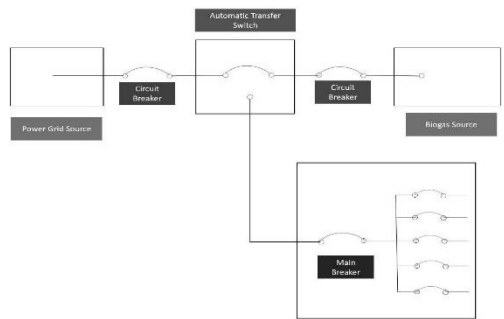 Automatic Transfer
Switch
Circuit
Breaker
Circuit
Breaker
Power Grid Source
Biogas Source
Main
Breaker